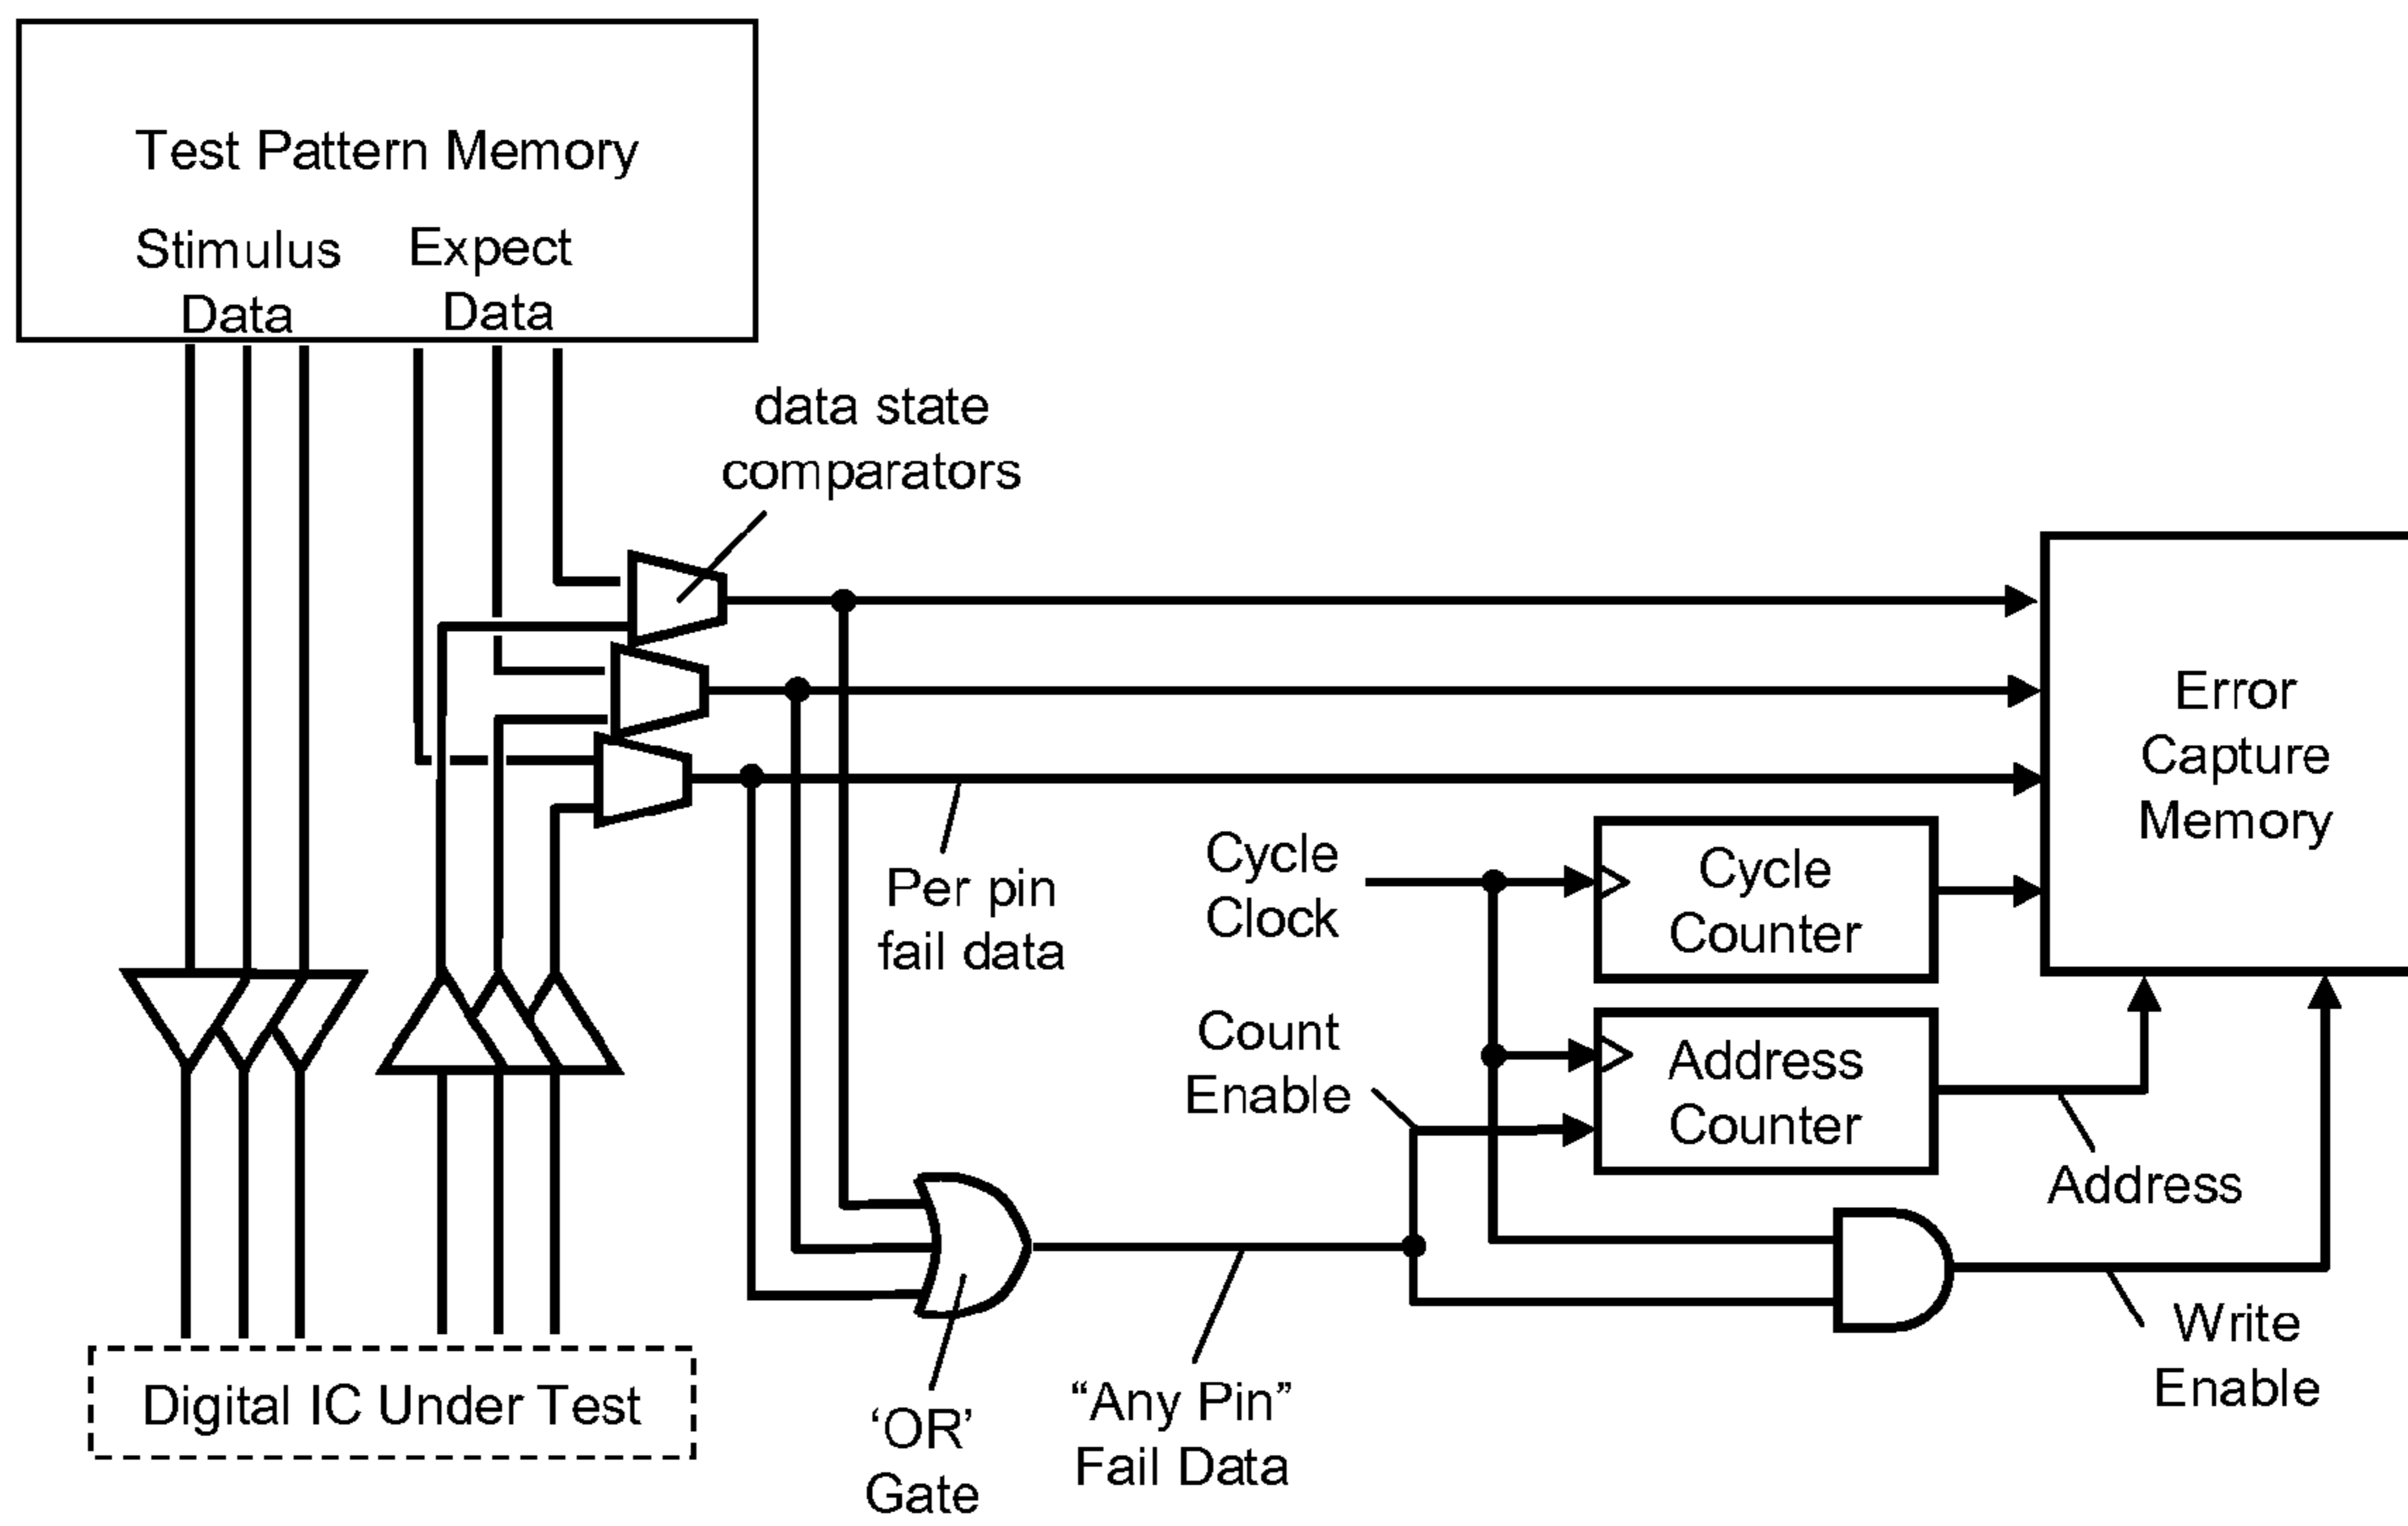 Test Pattern Memory
Stimulus
Data
Expect
Data
data state
comparators
Error
Capture
Memory
Per pin
fail data
Cycle
Clock
Cycle
Counter
Count
Enable
Address
Counter
Address
Write
Enable
Digital IC Under Test
‘OR’
Gate
“Any Pin”
Fail Data